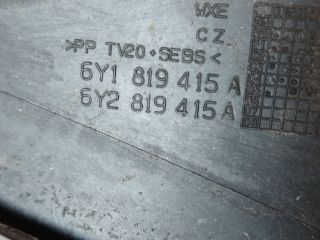 WXE
CZ
>PP TV20+SEBS<
6Y1 819 415 A
6Y2 819 415 A